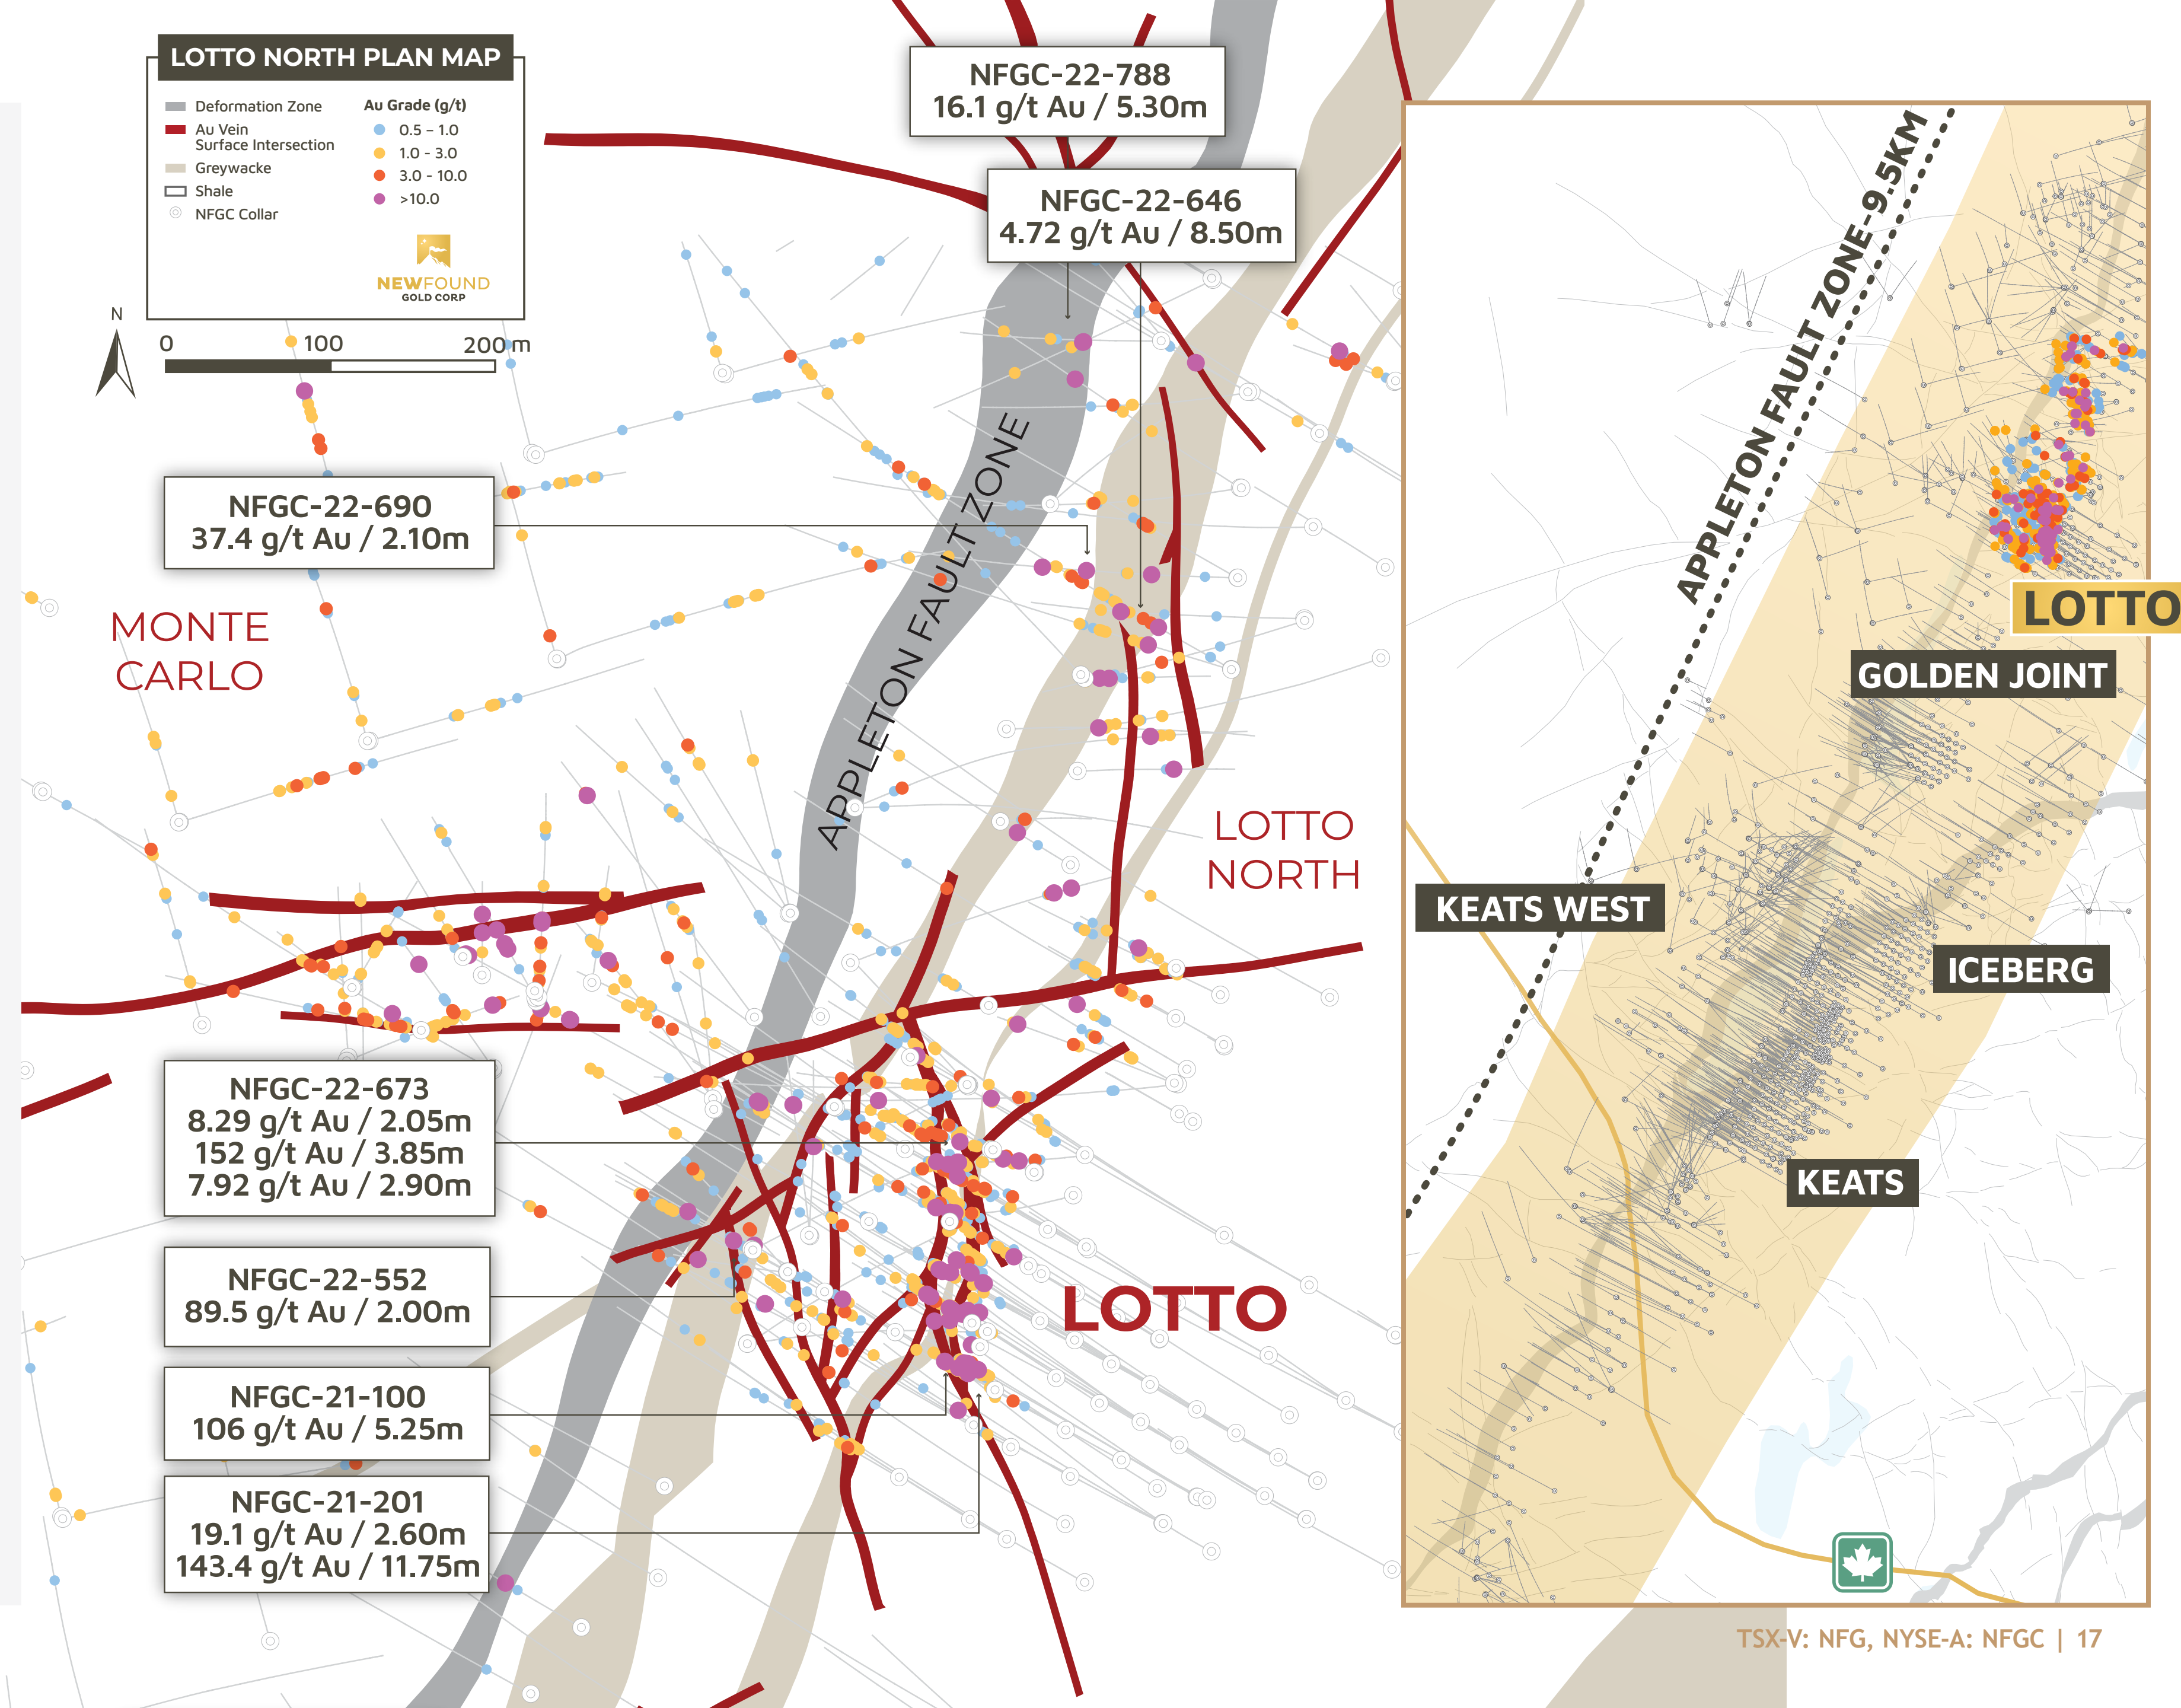 LOTTO NORTH PLAN MAP
Deformation Zone
Au Vein
Surface Intersection
Greywacke
Shale
NFGC Collar
Au Grade (g/t)
0.5 – 1.0
1.0 - 3.0
3.0 - 10.0
>10.0
NEWFOUND
GOLD CORP
N
0 100 200m
NFGC-22-788
16.1 g/t Au / 5.30m
NFGC-22-646
4.72 g/t Au / 8.50m
NFGC-22-690
37.4 g/t Au / 2.10m
MONTE
CARLO
APPLETON FAULT ZONE
LOTTO
NORTH
NFGC-22-673
8.29 g/t Au / 2.05m
152 g/t Au / 3.85m
7.92 g/t Au / 2.90m
NFGC-22-552
89.5 g/t Au / 2.00m
LOTTO
NFGC-21-100
106 g/t Au / 5.25m
NFGC-21-201
19.1 g/t Au / 2.60m
143.4 g/t Au / 11.75m
APPLETON FAULT ZONE-9.5KM
LOTTO
GOLDEN JOINT
KEATS WEST
ICEBERG
KEATS
TSX-V: NFG, NYSE-A: NFGC | 17